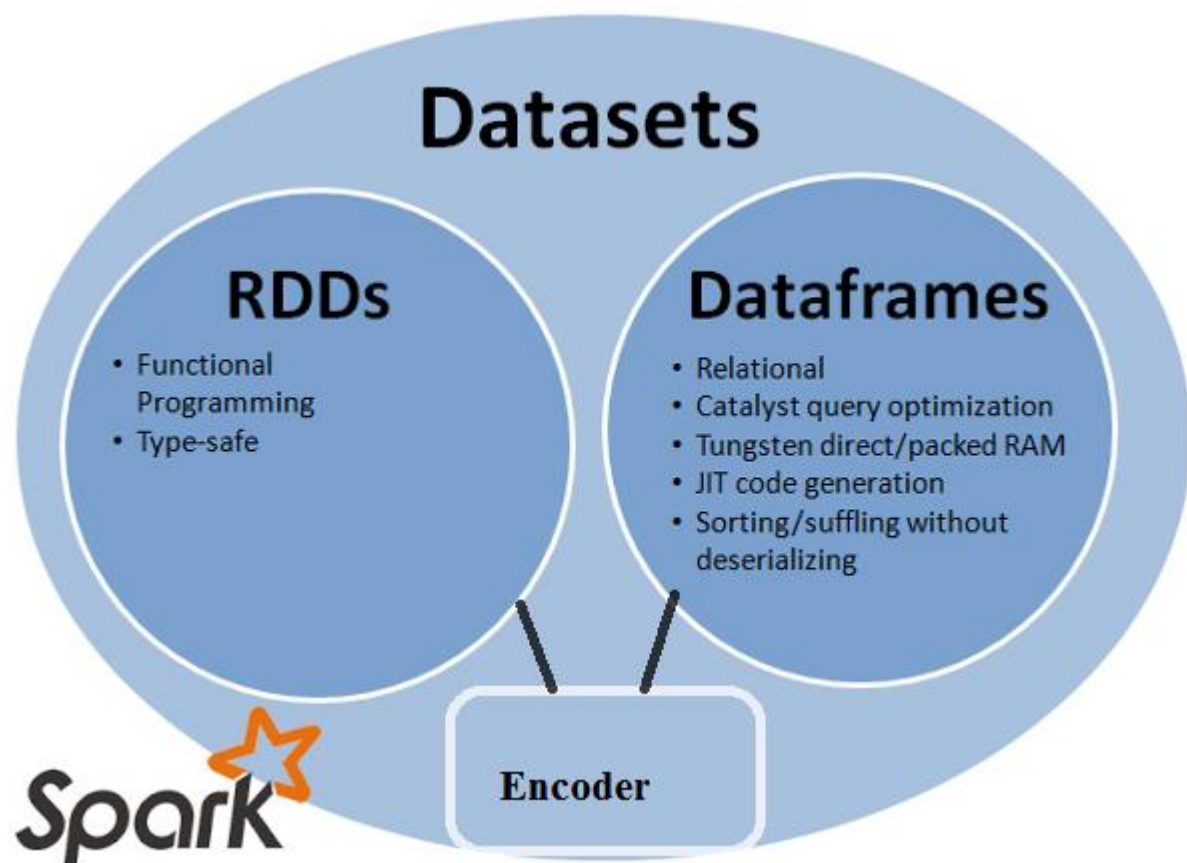 Datasets
RDDs
• Functional
Programming
• Type-safe
Dataframes
• Relational
• Catalyst query optimization
• Tungsten direct/packed RAM
• JIT code generation
• Sorting/suffling without
deserializing
Encoder
Spark